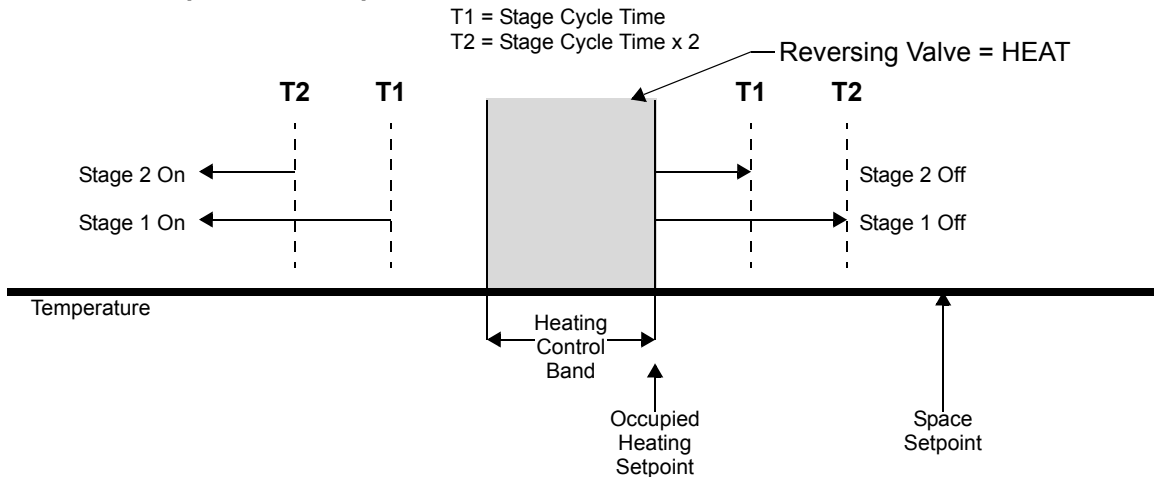 T1 = Stage Cycle Time
T2 = Stage Cycle Time x 2
Reversing Valve = HEAT
T2 T1 T1 T2
Stage 2 On Stage 2 Off
Stage 1 On Stage 1 Off
Temperature
Heating
Control
Band
Occupied
Heating
Setpoint
Space
Setpoint